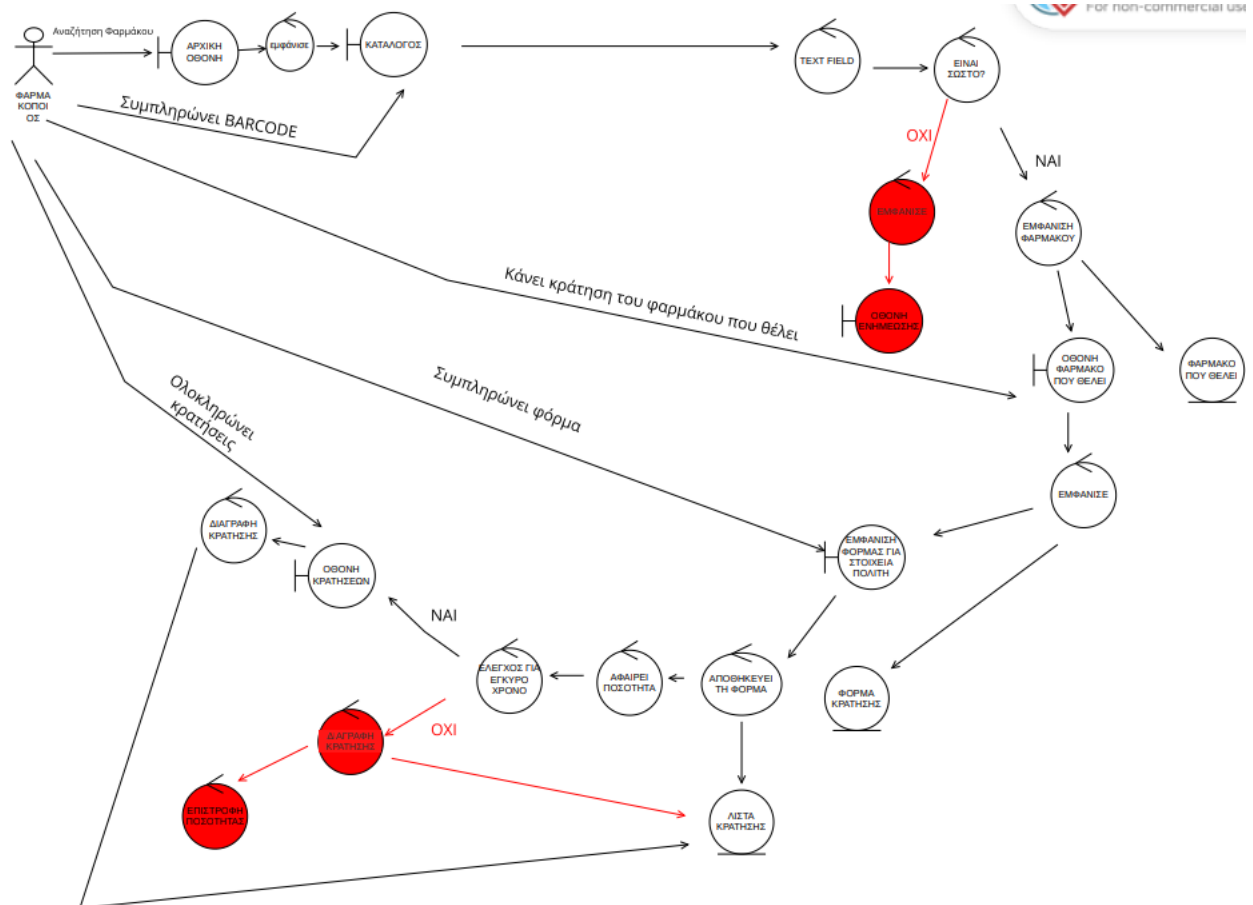 For non-commercial use
Αναζήτηση Φαρμάκου
ΦΑΡΜΑ
ΚΟΠΟΙ
ΟΣ
ΑΡΧΙΚΗ
ΟΘΟΝΗ
εμφάνισε
ΚΑΤΑΛΟΓΟΣ
TEXT FIELD
ΕΙΝΑΙ
ΣΩΣΤΟ?
Συμπληρώνει BARCODE
ΟΧΙ
ΝΑΙ
ΕΜΦΑΝΙΣΕ
ΕΜΦΑΝΙΣΗ
ΦΑΡΜΑΚΟΥ
Κάνει κράτηση του φαρμάκου που θέλει
ΟΘΟΝΗ
ΕΝΗΜΕΩΣΗΣ
ΟΘΟΝΗ
ΦΑΡΜΑΚΟ
ΠΟΥ ΘΕΛΕΙ
ΦΑΡΜΑΚΟ
ΠΟΥ ΘΕΛΕΙ
Συμπληρώνει φόρμα
Ολοκληρώνει
κρατήσεις
ΕΜΦΑΝΙΣΕ
ΔΙΑΓΡΑΦΗ
ΚΡΑΤΗΣΗΣ
ΟΘΟΝΗ
ΚΡΑΤΗΣΕΩΝ
ΕΜΦΑΝΙΣΗ
ΦΟΡΜΑΣ ΓΙΑ
ΣΤΟΙΧΕΙΑ
ΠΟΛΙΤΗ
ΝΑΙ
ΕΛΕΓΧΟΣ ΓΙΑ
ΕΓΚΥΡΟ
ΧΡΟΝΟ
ΑΦΑΙΡΕΙ
ΠΟΣΟΤΗΤΑ
ΑΠΟΘΗΚΕΥΕΙ
ΤΗ ΦΟΡΜΑ
ΦΟΡΜΑ
ΚΡΑΤΗΣΗΣ
ΟΧΙ
ΔΙΑΓΡΑΦΗ
ΚΡΑΤΗΣΗΣ
ΕΠΙΣΤΡΟΦΗ
ΠΟΣΟΤΗΤΑΣ
ΛΙΣΤΑ
ΚΡΑΤΗΣΗΣ